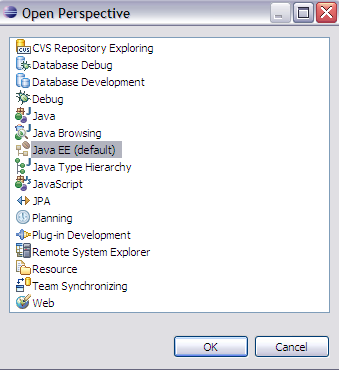 Open Perspective
CVS Repository Exploring
Database Debug
Database Development
Debug
Java
Java Browsing
Java EE (default)
Java Type Hierarchy
JavaScript
JPA
Planning
Plug-in Development
Remote System Explorer
Resource
Team Synchronizing
Web
OK
Cancel